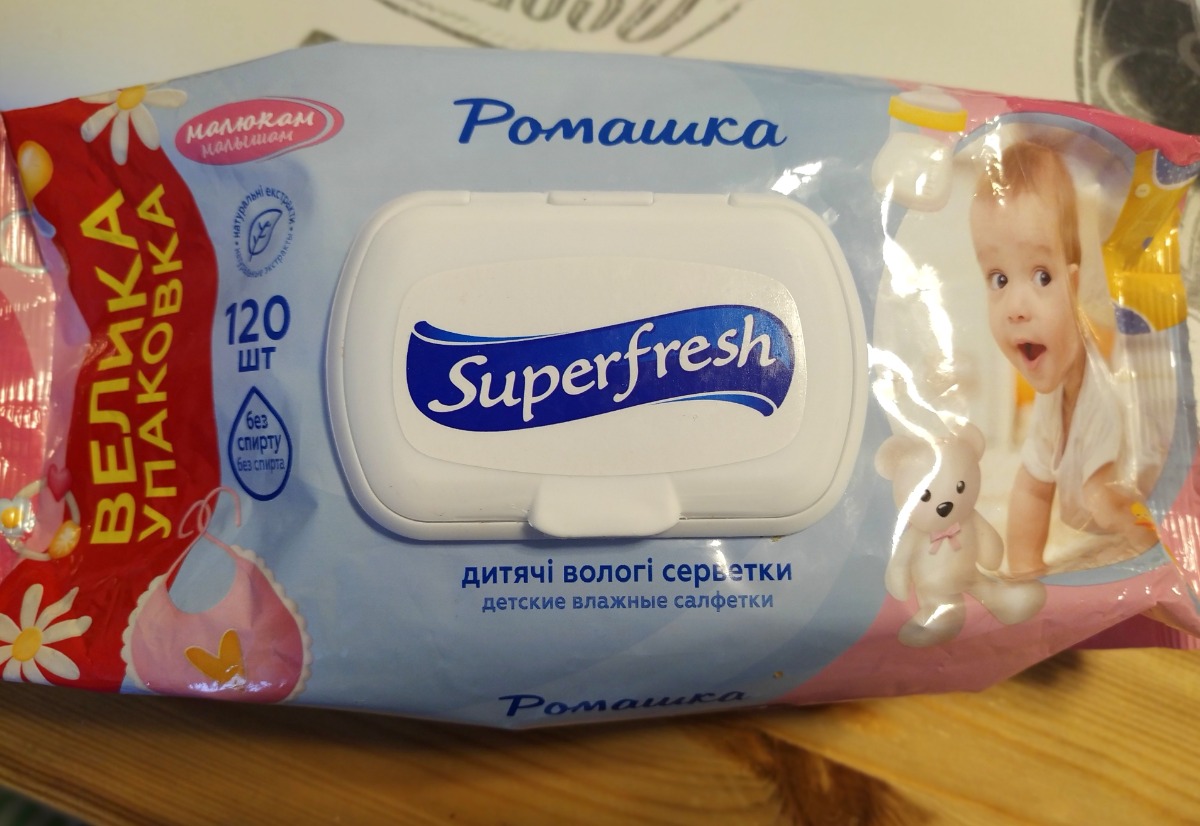 Ромашка
малюкам
малышам
натуральні екстракти
ВЕЛИКА
УПАКОВКА
120
ШТ
без
спирту
без спирта
Superfresh
дитячі вологі серветки
детские влажные салфетки
Ромашка